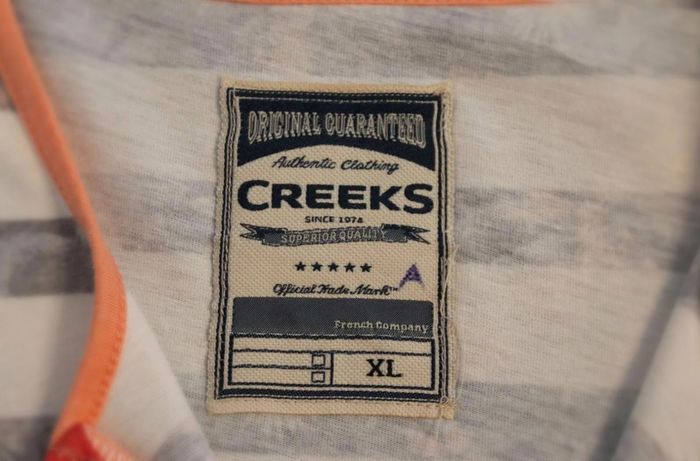 ORIGINAL GUARANTEED
Authentic Clothing
CREEKS
SINCE 1974
SUPERIOR QUALITY
Official Trade Mark
A
French Company
XL